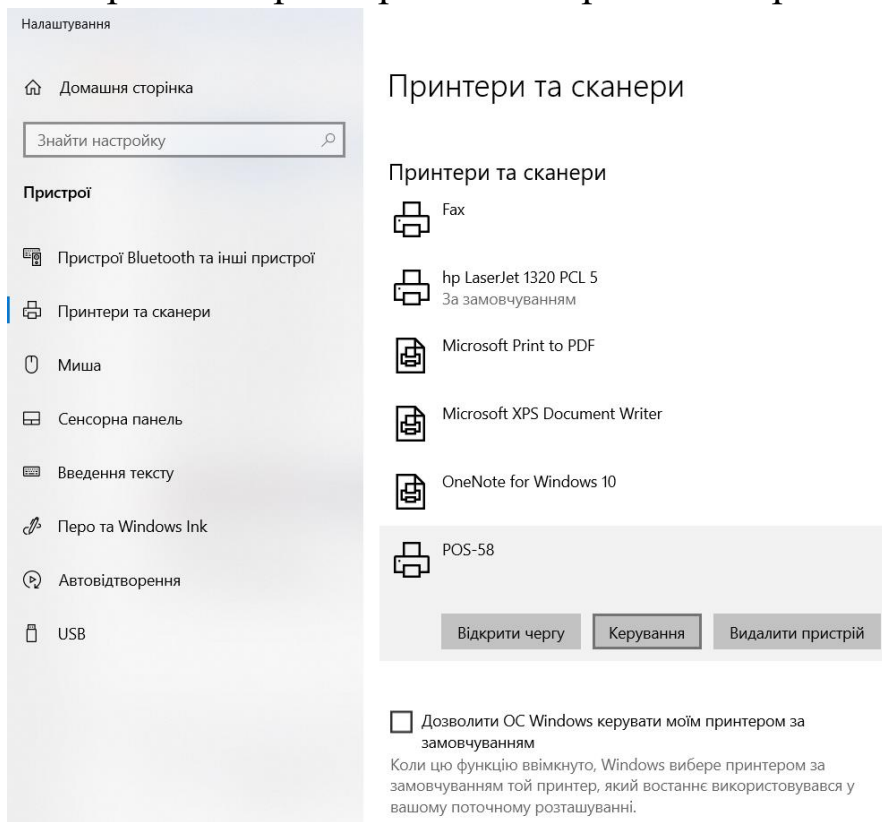 Налаштування
Домашня сторінка
Знайти настройку
Пристрої
Пристрої Bluetooth та інші пристрої
Принтери та сканери
Миша
Сенсорна панель
Введення тексту
Перо та Windows Ink
Автовідтворення
USB
Принтери та сканери
Принтери та сканери
Fax
hp LaserJet 1320 PCL 5
За замовчуванням
Microsoft Print to PDF
Microsoft XPS Document Writer
OneNote for Windows 10
POS-58
Відкрити чергу
Керування
Видалити пристрій
Дозволити ОС Windows керувати моїм принтером за
замовчуванням
Коли цю функцію ввімкнуто, Windows вибере принтером за
замовчуванням той принтер, який востаннє використовувався у
вашому поточному розташуванні.